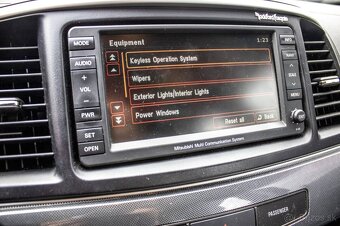 Rockford Fosgate
MODE
Equipment
1:23
INFO
AUDIO
Keyless Operation System
Wipers
VOL
Exterior Lights/Interior Lights
PWR
Power Windows
SET
Reset all
Back
OPEN
Mitsubishi Multi Communication System
PASSENGER